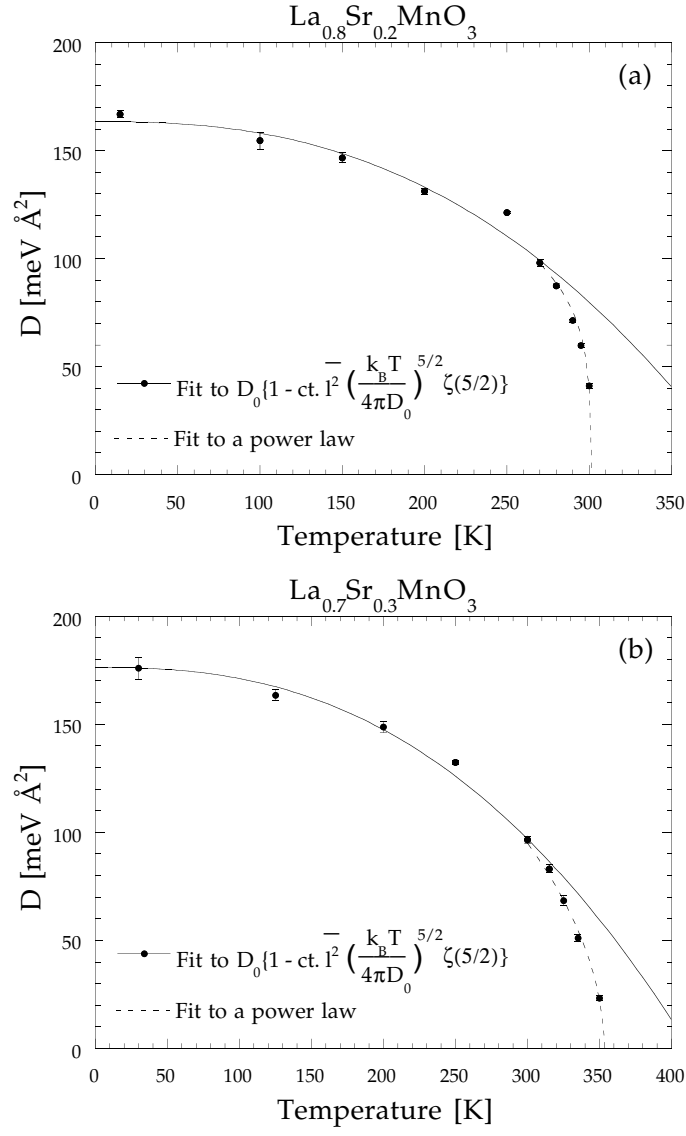 La0.8Sr0.2MnO3
(a)
200
150
100
50
0
D [meV Å²]
Fit to D0{1 - ct. l² (kBT/4πD0)^5/2 ζ(5/2)}
Fit to a power law
0 50 100 150 200 250 300 350
Temperature [K]
La0.7Sr0.3MnO3
(b)
200
150
100
50
0
D [meV Å²]
Fit to D0{1 - ct. l² (kBT/4πD0)^5/2 ζ(5/2)}
Fit to a power law
0 50 100 150 200 250 300 350 400
Temperature [K]